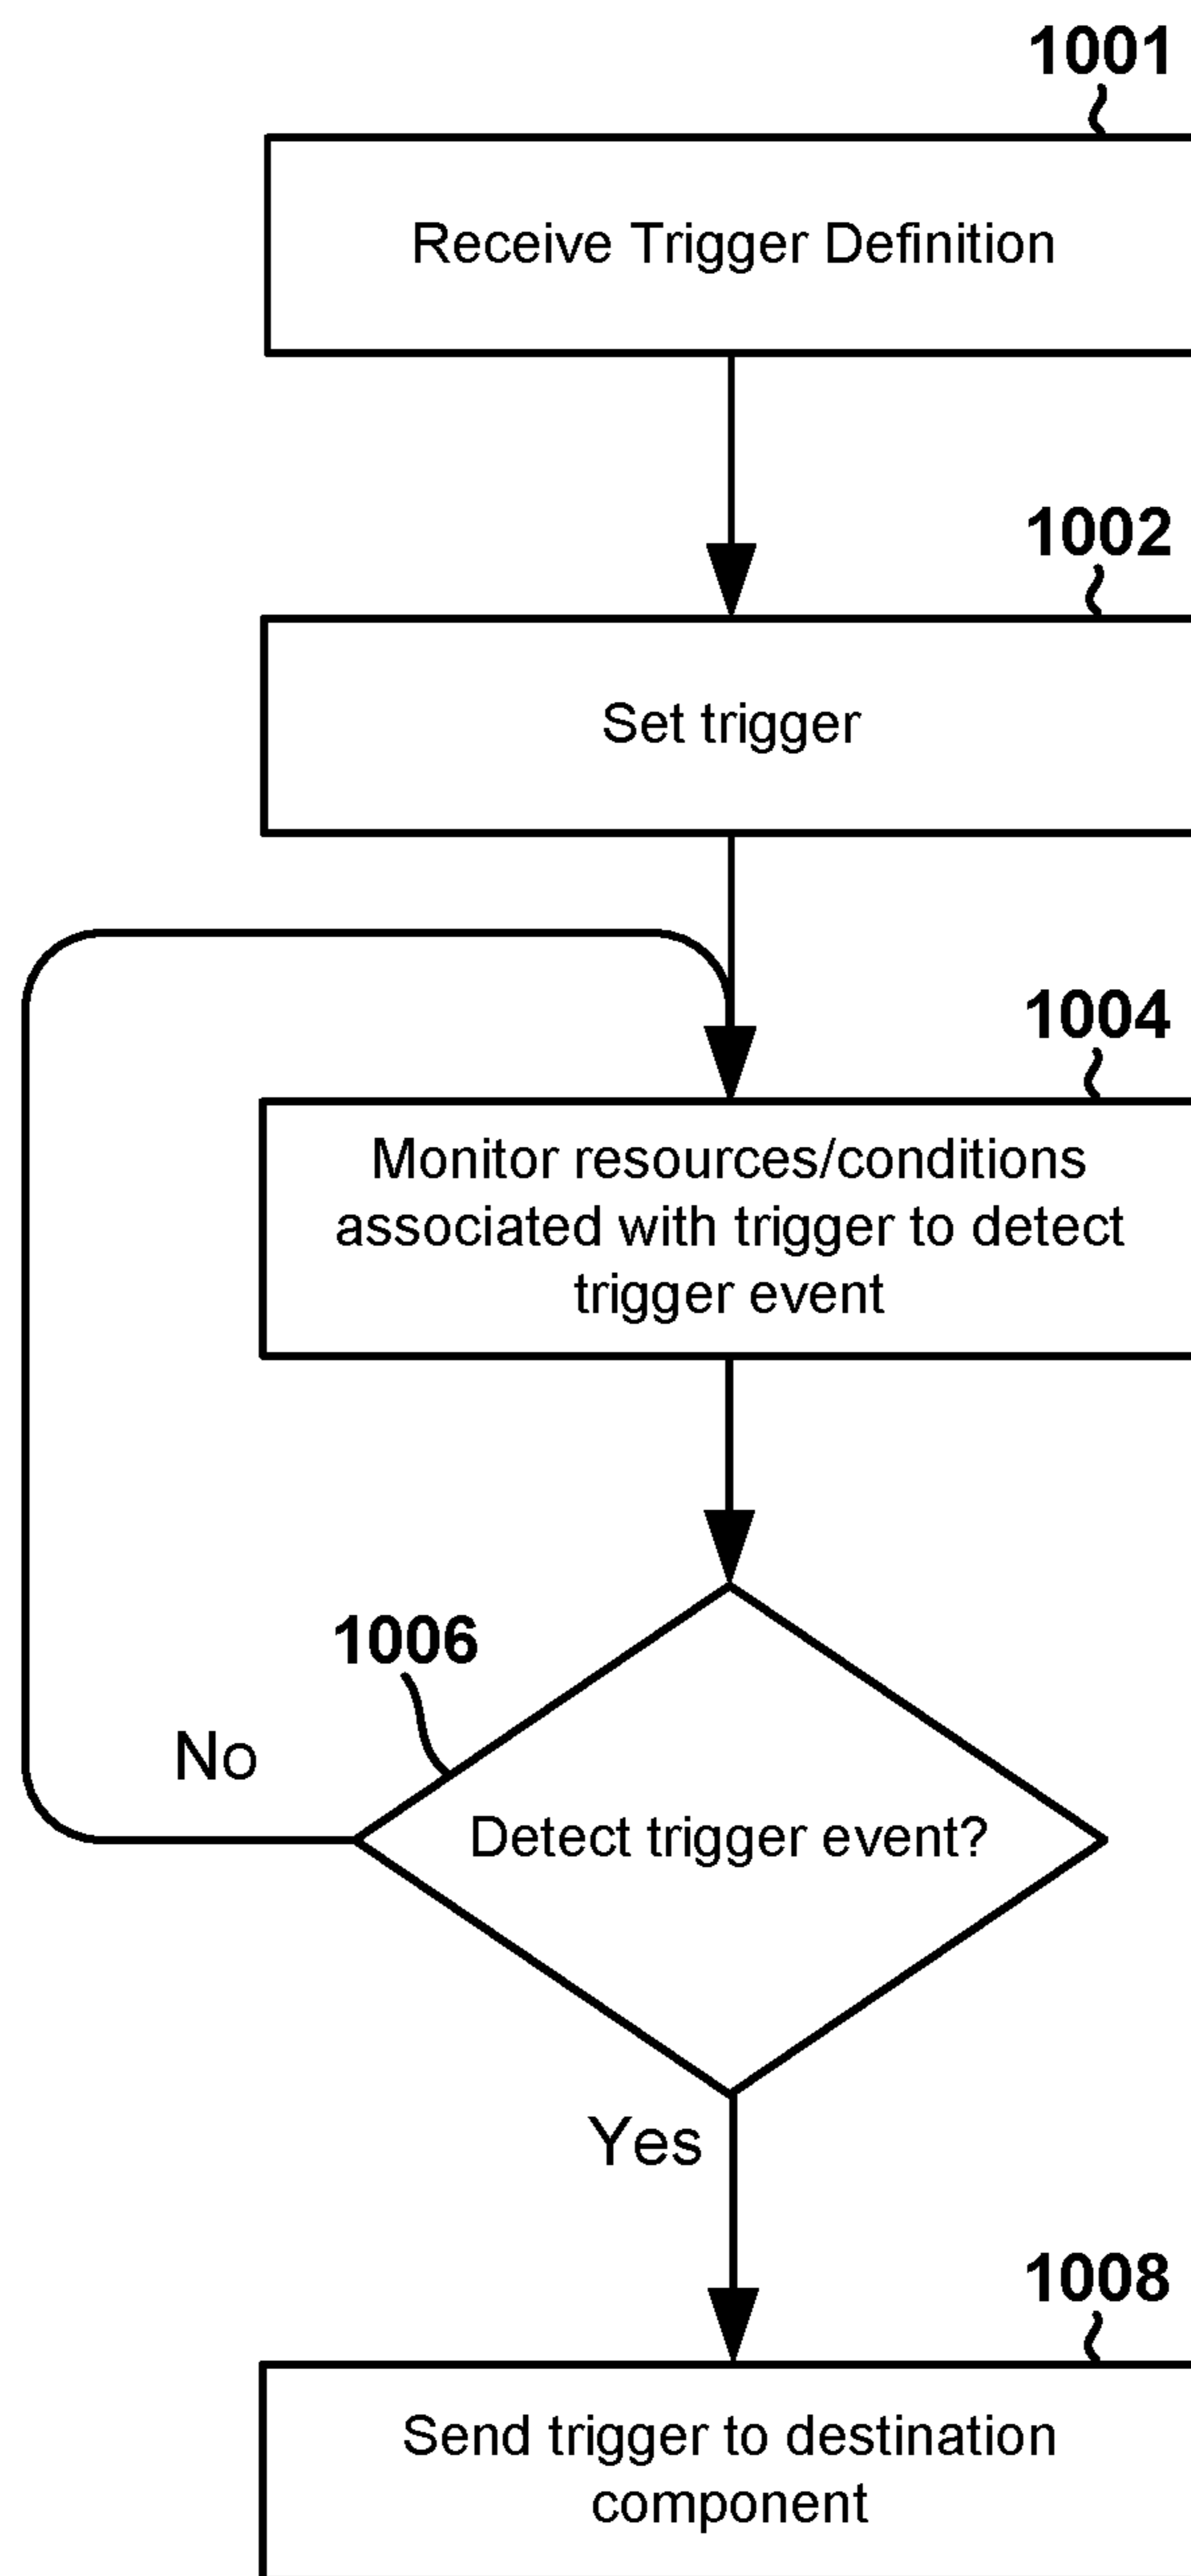 1001
Receive Trigger Definition
1002
Set trigger
1004
Monitor resources/conditions
associated with trigger to detect
trigger event
1006
No
Detect trigger event?
Yes
1008
Send trigger to destination
component